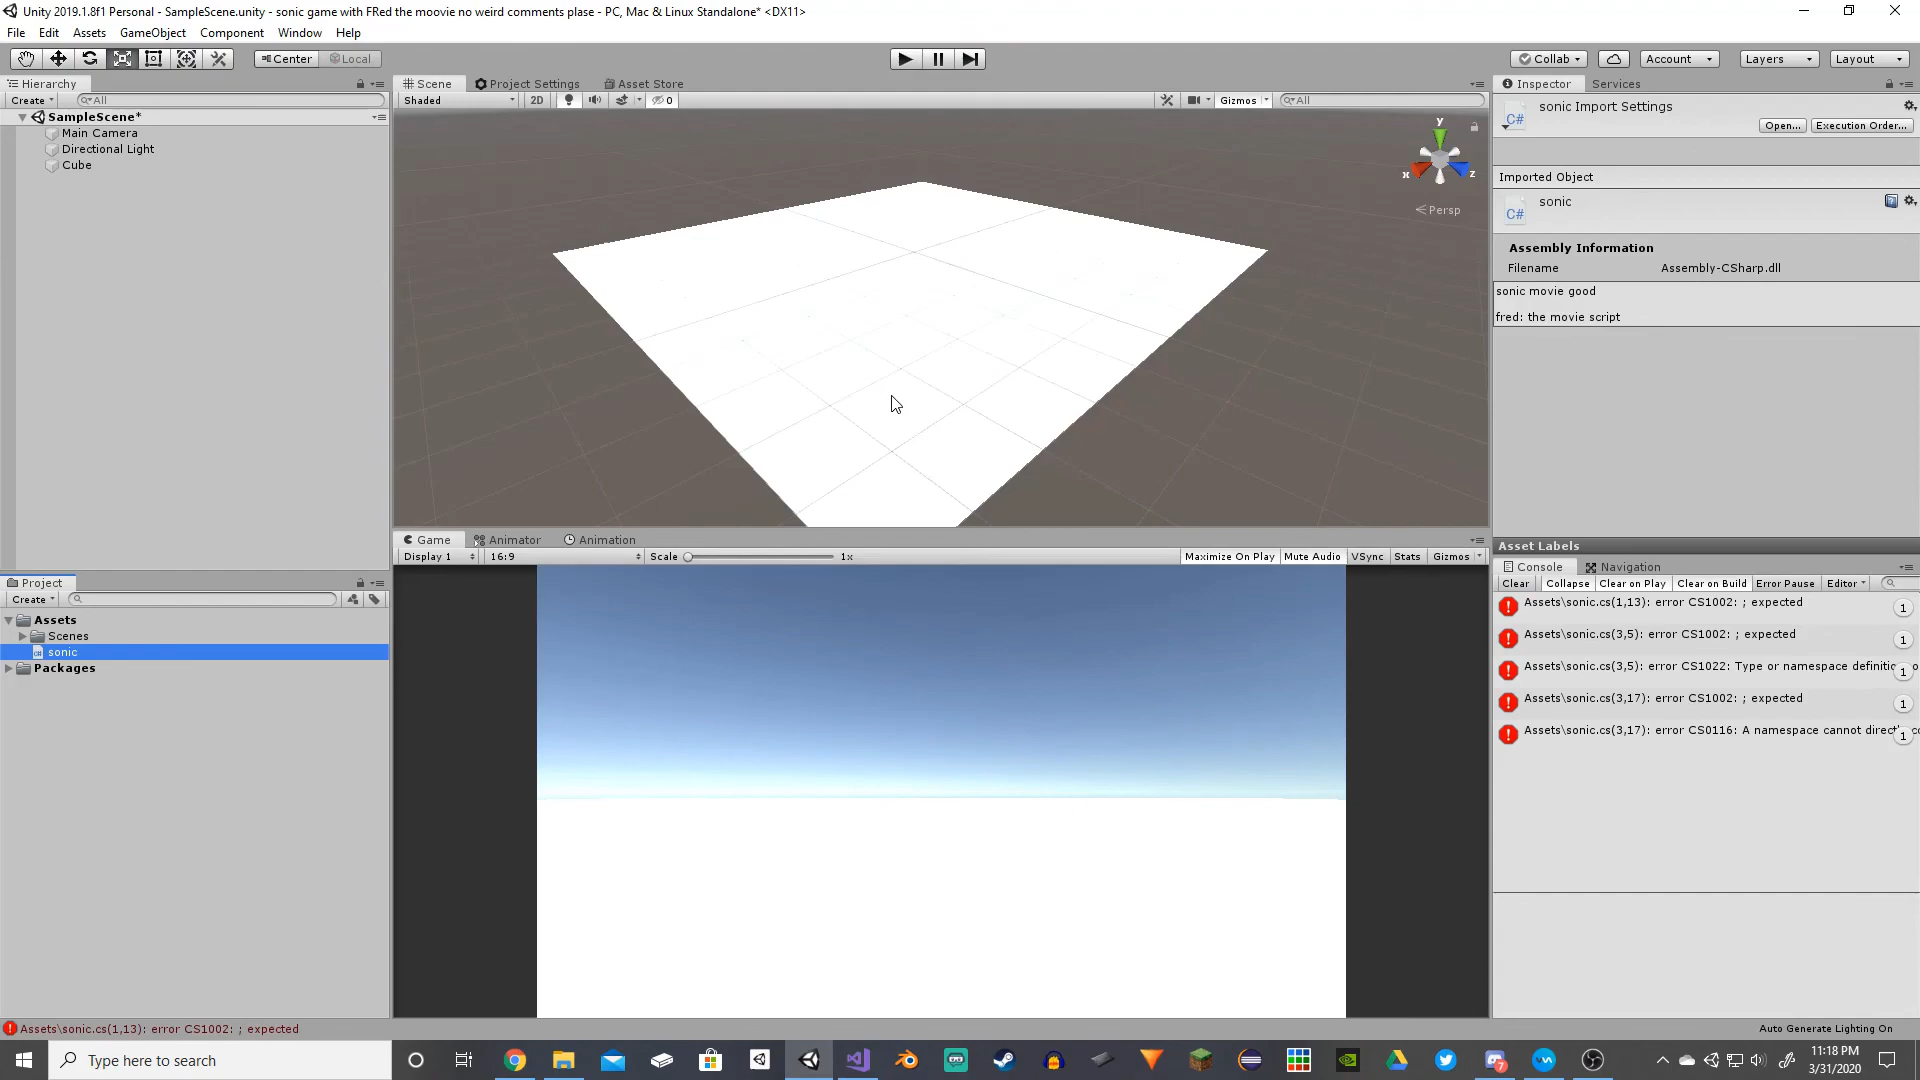 Unity 2019.1.8f1 Personal - SampleScene.unity - sonic game with FRed the moovie no weird comments plase - PC, Mac & Linux Standalone* <DX11>
File Edit Assets GameObject Component Window Help
Center Local
Collab Account Layers Layout
Hierarchy
Create All
SampleScene*
Main Camera
Directional Light
Cube
Scene Project Settings Asset Store
Shaded 2D 0 Gizmos All
y
x z
Persp
Inspector Services
sonic Import Settings
Open... Execution Order...
C#
Imported Object
sonic
C#
Assembly Information
Filename Assembly-CSharp.dll
sonic movie good
fred: the movie script
Game Animator Animation
Display 1 16:9 Scale 1x Maximize On Play Mute Audio VSync Stats Gizmos
Project
Create
Assets
Scenes
sonic
Packages
Asset Labels
Console Navigation
Clear Collapse Clear on Play Clear on Build Error Pause Editor
Assets\sonic.cs(1,13): error CS1002: ; expected 1
Assets\sonic.cs(3,5): error CS1002: ; expected 1
Assets\sonic.cs(3,5): error CS1022: Type or namespace definitio 1
Assets\sonic.cs(3,17): error CS1002: ; expected 1
Assets\sonic.cs(3,17): error CS0116: A namespace cannot direct 1
Assets\sonic.cs(1,13): error CS1002: ; expected
Auto Generate Lighting On
Type here to search
7
11:18 PM
3/31/2020